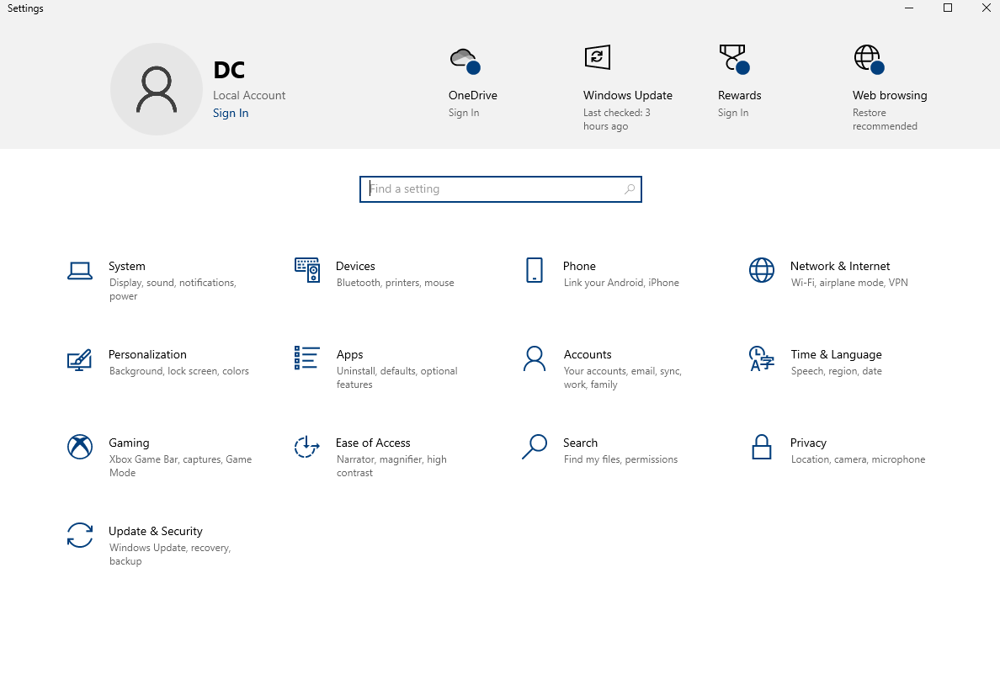 Settings
DC
Local Account
Sign In
OneDrive
Sign In
Windows Update
Last checked: 3
hours ago
Rewards
Sign In
Web browsing
Restore
recommended
Find a setting
System
Display, sound, notifications,
power
Devices
Bluetooth, printers, mouse
Phone
Link your Android, iPhone
Network & Internet
Wi-Fi, airplane mode, VPN
Personalization
Background, lock screen, colors
Apps
Uninstall, defaults, optional
features
Accounts
Your accounts, email, sync,
work, family
Time & Language
Speech, region, date
Gaming
Xbox Game Bar, captures, Game
Mode
Ease of Access
Narrator, magnifier, high
contrast
Search
Find my files, permissions
Privacy
Location, camera, microphone
Update & Security
Windows Update, recovery,
backup